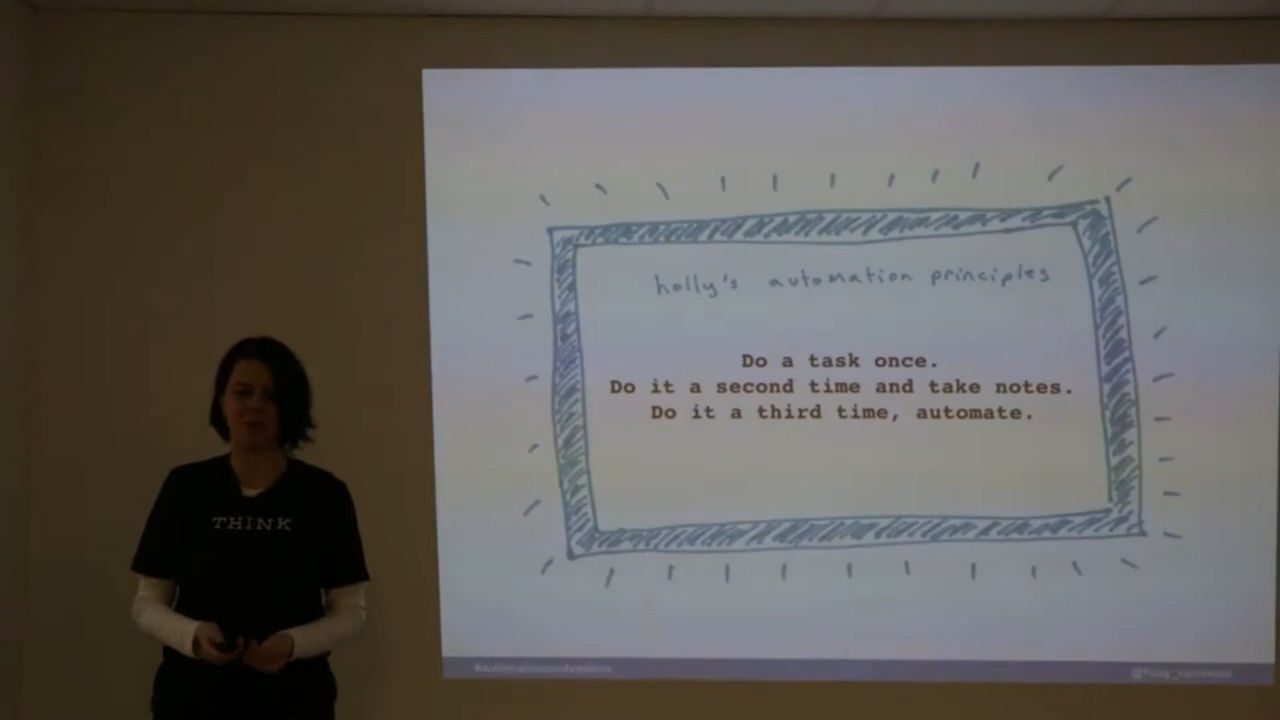 holly's automation principles
Do a task once.
Do it a second time and take notes.
Do it a third time, automate.
THINK